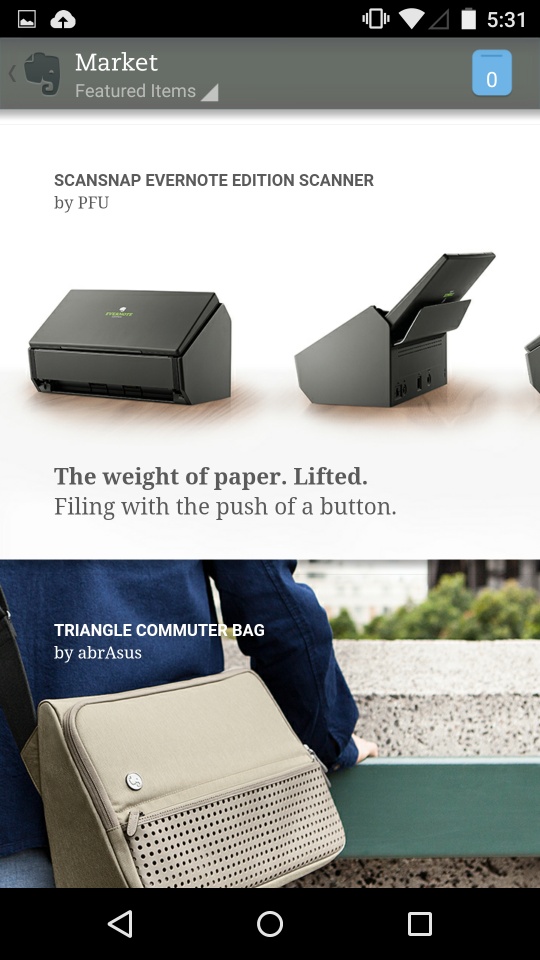 5:31
Market
Featured Items
0
SCANSNAP EVERNOTE EDITION SCANNER
by PFU
EVERNOTE
The weight of paper. Lifted.
Filing with the push of a button.
TRIANGLE COMMUTER BAG
by abrAsus